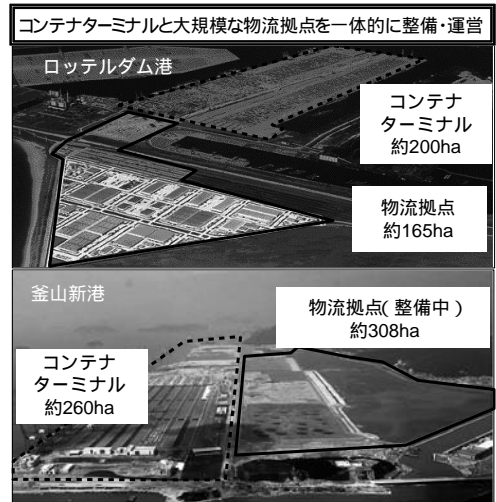 コンテナターミナルと大規模な物流拠点を一体的に整備・運営
ロッテルダム港
コンテナ
ターミナル
約200ha
物流拠点
約165ha
釜山新港
物流拠点(整備中)
約308ha
コンテナ
ターミナル
約260ha